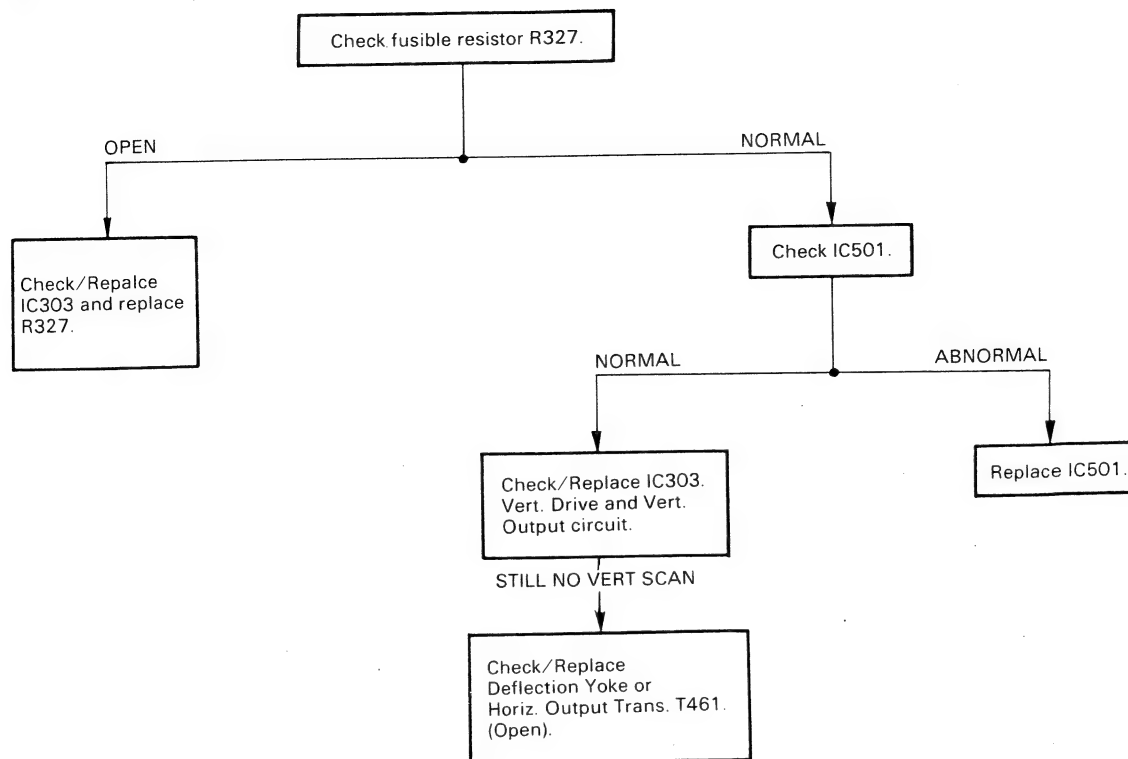 Check fusible resistor R327.
OPEN
NORMAL
Check/Repalce
IC303 and replace
R327.
Check IC501.
NORMAL
ABNORMAL
Check/Replace IC303.
Vert. Drive and Vert.
Output circuit.
Replace IC501.
STILL NO VERT SCAN
Check/Replace
Deflection Yoke or
Horiz. Output Trans. T461.
(Open).